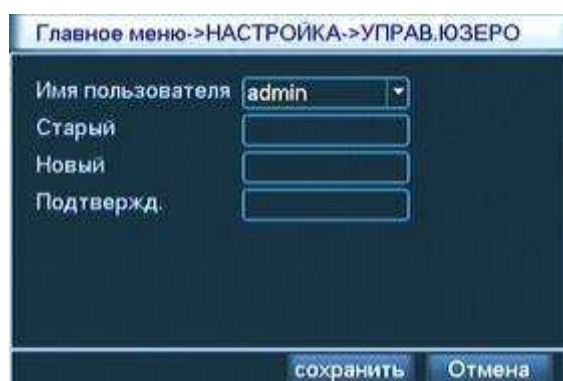 Главное меню->НАСТРОЙКА->УПРАВ.ЮЗЕРО
Имя пользователя admin
Старый
Новый
Подтвержд.
сохранить Отмена